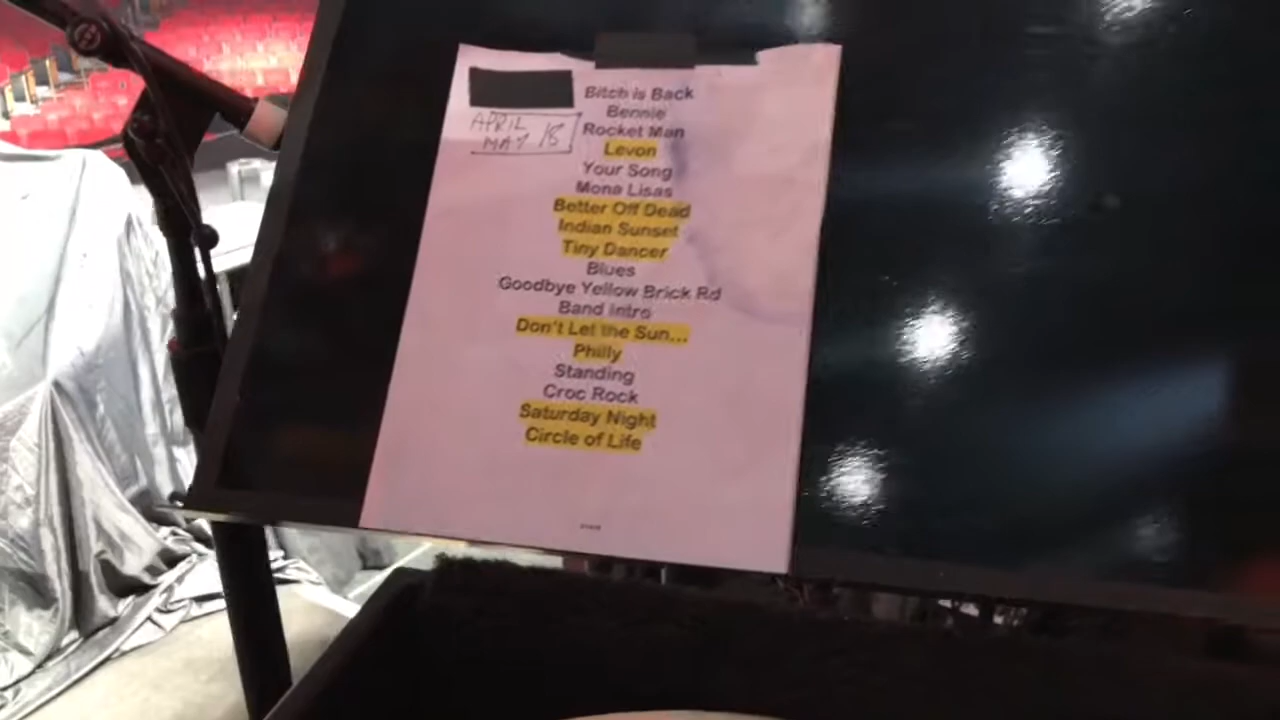 APRIL
MAY 18
Bitch is Back
Bennie
Rocket Man
Levon
Your Song
Mona Lisas
Better Off Dead
Indian Sunset
Tiny Dancer
Blues
Goodbye Yellow Brick Rd
Band Intro
Don't Let the Sun...
Philly
Standing
Croc Rock
Saturday Night
Circle of Life